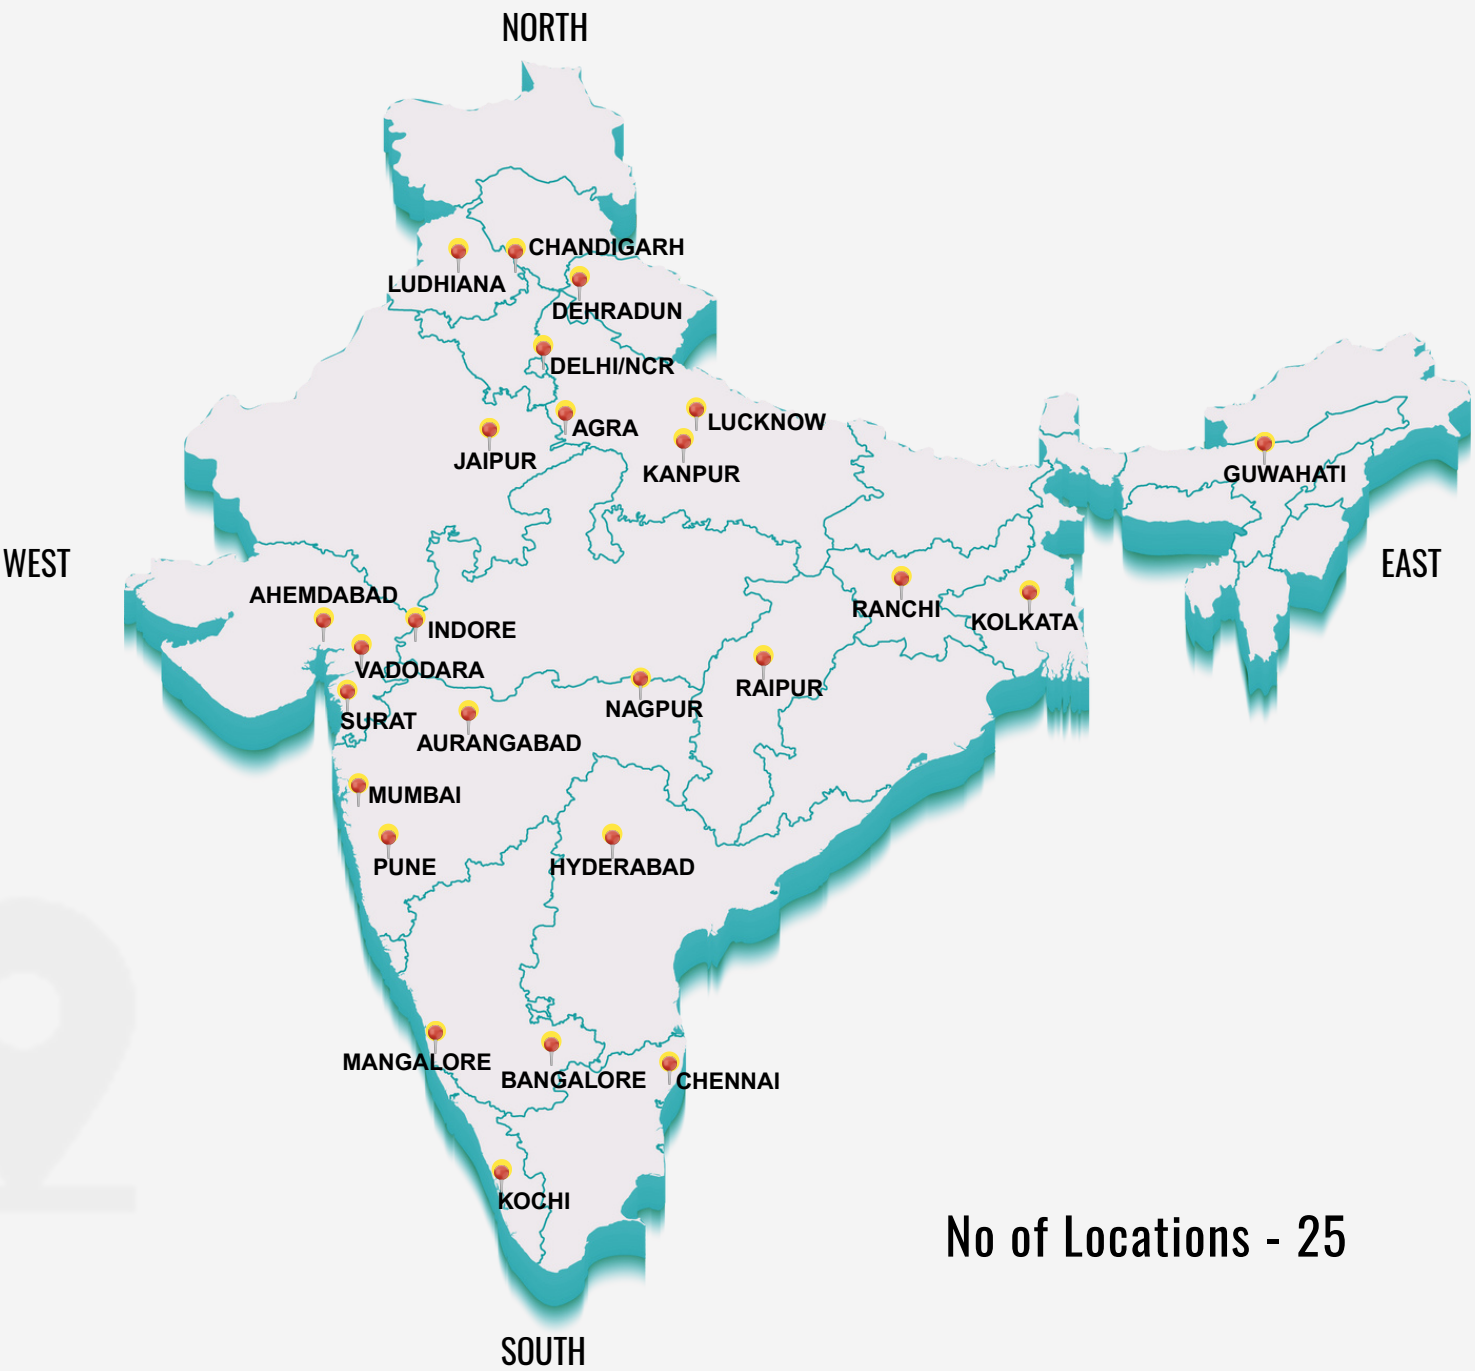 NORTH
CHANDIGARH
LUDHIANA
DEHRADUN
DELHI/NCR
LUCKNOW
AGRA
JAIPUR
KANPUR
GUWAHATI
WEST
EAST
AHEMDABAD
RANCHI
KOLKATA
INDORE
VADODARA
RAIPUR
NAGPUR
SURAT
AURANGABAD
MUMBAI
PUNE
HYDERABAD
MANGALORE
BANGALORE
CHENNAI
KOCHI
No of Locations - 25
SOUTH